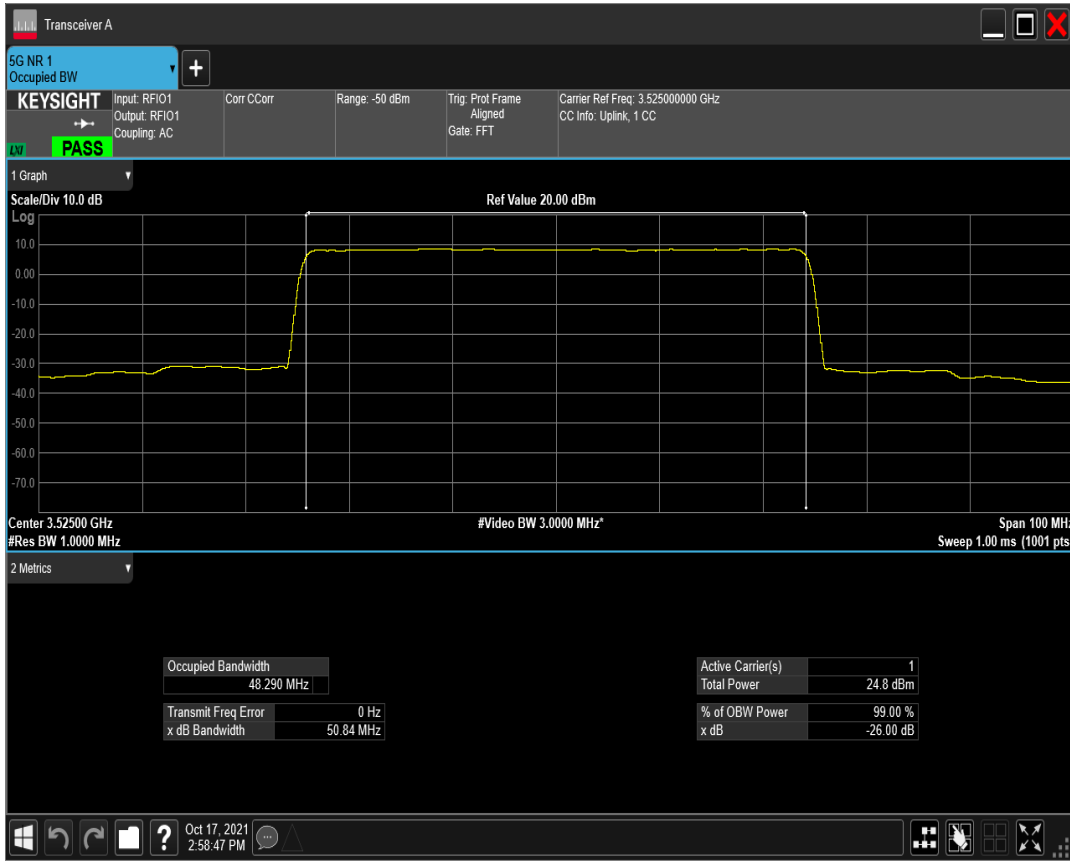 Transceiver A
5G NR 1
Occupied BW
KEYSIGHT
LXI
PASS
Input: RFIO1
Output: RFIO1
Coupling: AC
Corr CCorr
Range: -50 dBm
Trig: Prot Frame
Aligned
Gate: FFT
Carrier Ref Freq: 3.525000000 GHz
CC Info: Uplink, 1 CC
1 Graph
Scale/Div 10.0 dB
Ref Value 20.00 dBm
Log
10.0
0.00
-10.0
-20.0
-30.0
-40.0
-50.0
-60.0
-70.0
Center 3.52500 GHz
#Video BW 3.0000 MHz*
Span 100 MHz
#Res BW 1.0000 MHz
Sweep 1.00 ms (1001 pts
2 Metrics
Occupied Bandwidth
48.290 MHz
Transmit Freq Error 0 Hz
x dB Bandwidth 50.84 MHz
Active Carrier(s) 1
Total Power 24.8 dBm
% of OBW Power 99.00 %
x dB -26.00 dB
Oct 17, 2021
2:58:47 PM